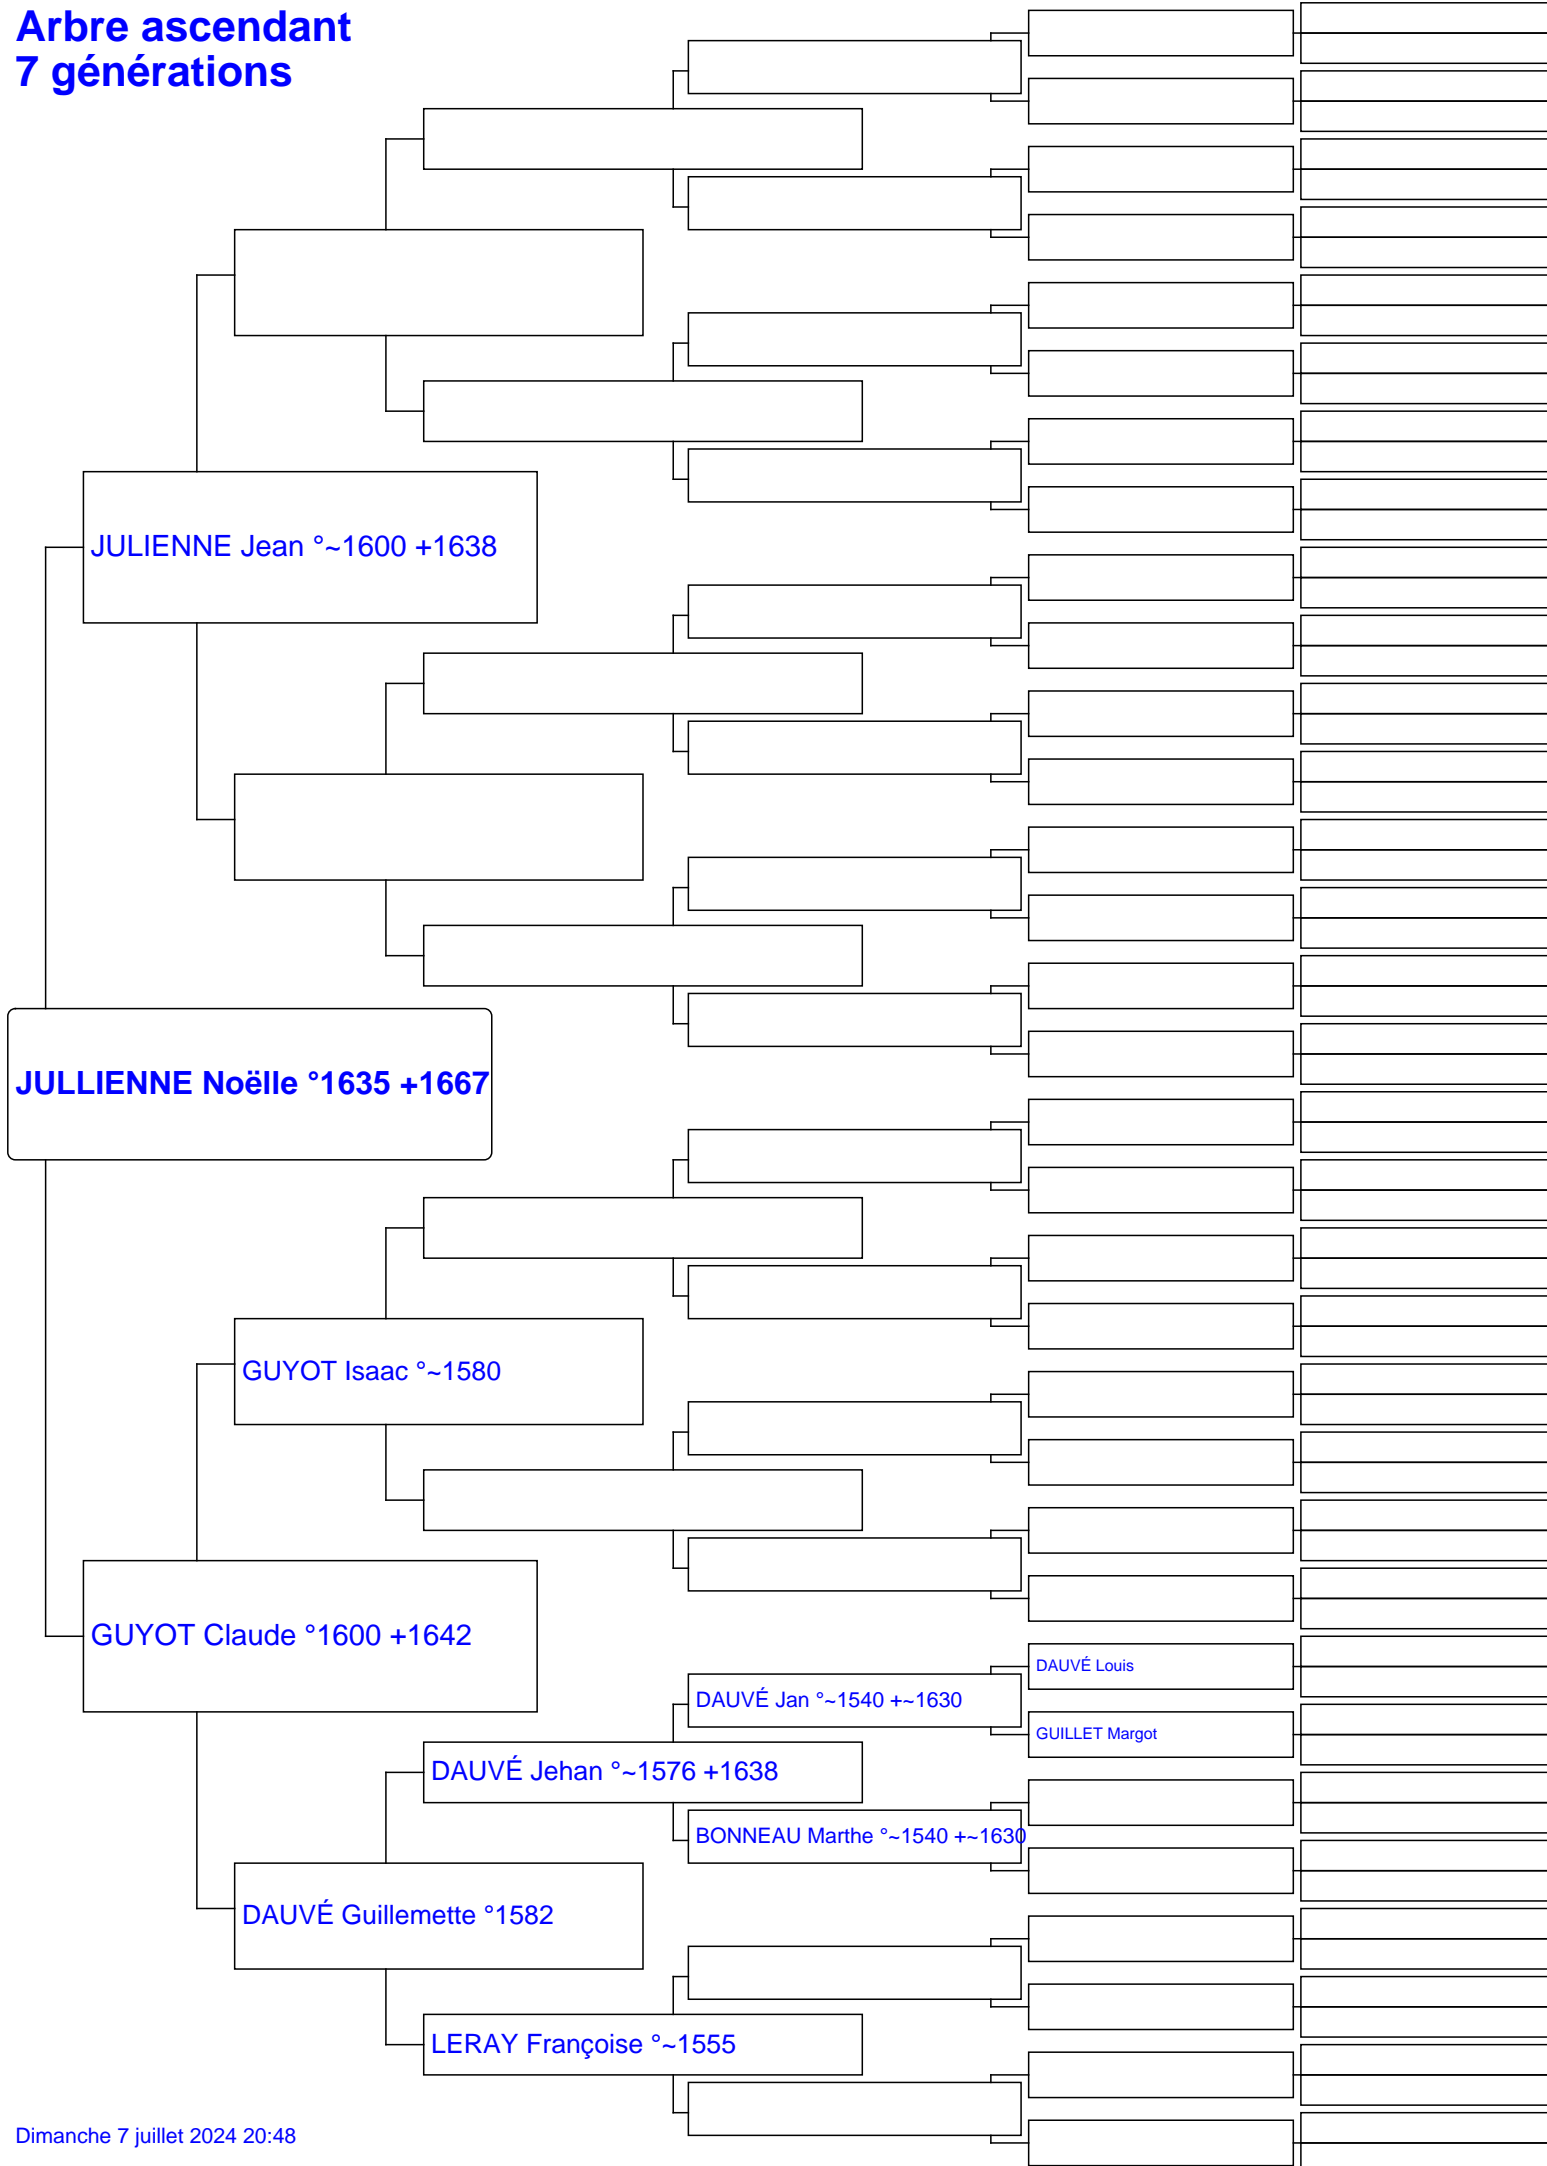 Arbre ascendant
7 générations
JULIENNE Jean °~1600 +1638
JULLIENNE Noëlle °1635 +1667
GUYOT Isaac °~1580
GUYOT Claude °1600 +1642
DAUVÉ Louis
DAUVÉ Jan °~1540 +~1630
GUILLET Margot
DAUVÉ Jehan °~1576 +1638
BONNEAU Marthe °~1540 +~1630
DAUVÉ Guillemette °1582
LERAY Françoise °~1555
Dimanche 7 juillet 2024 20:48